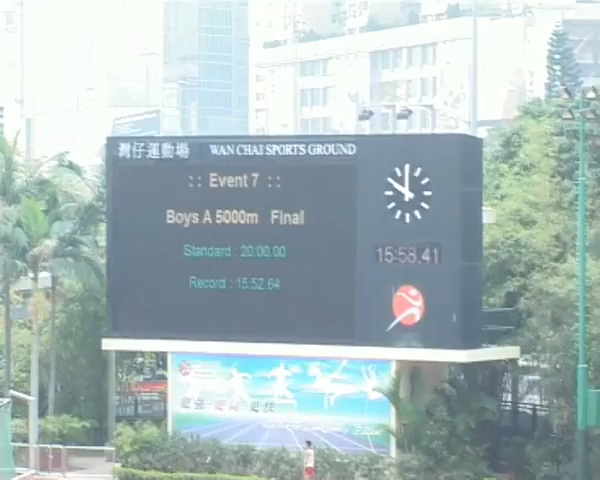 灣仔運動場 WAN CHAI SPORTS GROUND
: : Event 7 : :
Boys A 5000m Final
Standard : 20:00.00
Record : 15:52.64
15:58.41